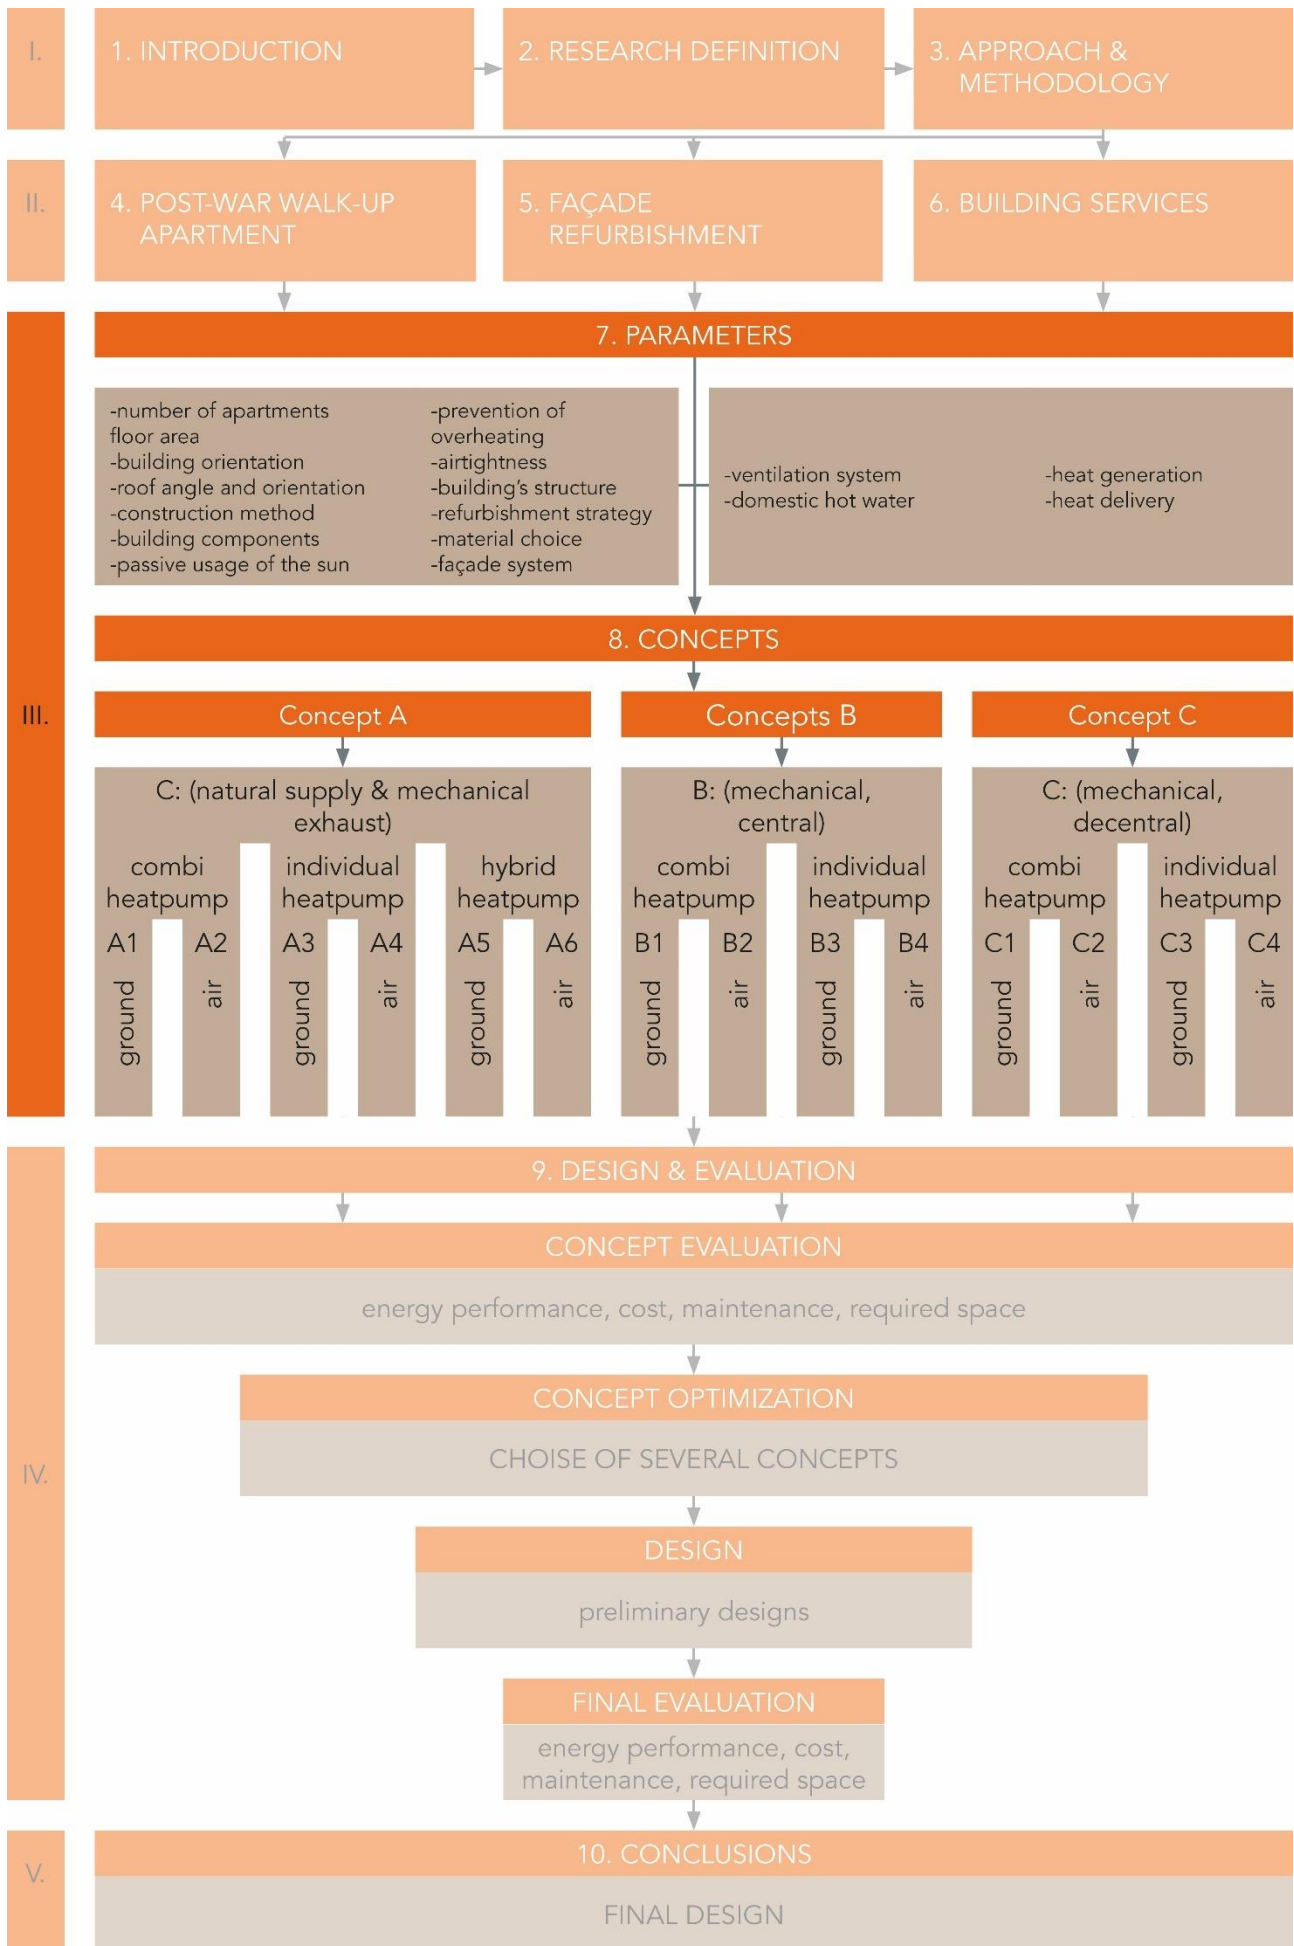 I.
1. INTRODUCTION
2. RESEARCH DEFINITION
3. APPROACH &
METHODOLOGY
II.
4. POST-WAR WALK-UP
APARTMENT
5. FAÇADE
REFURBISHMENT
6. BUILDING SERVICES
III.
7. PARAMETERS
-number of apartments
floor area
-building orientation
-roof angle and orientation
-construction method
-building components
-passive usage of the sun
-prevention of
overheating
-airtightness
-building's structure
-refurbishment strategy
-material choice
-façade system
-ventilation system
-domestic hot water
-heat generation
-heat delivery
8. CONCEPTS
Concept A
C: (natural supply & mechanical
exhaust)
combi
heatpump
individual
heatpump
hybrid
heatpump
A1
A2
A3
A4
A5
A6
ground
air
ground
air
ground
air
Concepts B
B: (mechanical,
central)
combi
heatpump
individual
heatpump
B1
B2
B3
B4
ground
air
ground
air
Concept C
C: (mechanical,
decentral)
combi
heatpump
individual
heatpump
C1
C2
C3
C4
ground
air
ground
air
IV.
9. DESIGN & EVALUATION
CONCEPT EVALUATION
energy performance, cost, maintenance, required space
CONCEPT OPTIMIZATION
CHOISE OF SEVERAL CONCEPTS
DESIGN
preliminary designs
FINAL EVALUATION
energy performance, cost,
maintenance, required space
V.
10. CONCLUSIONS
FINAL DESIGN